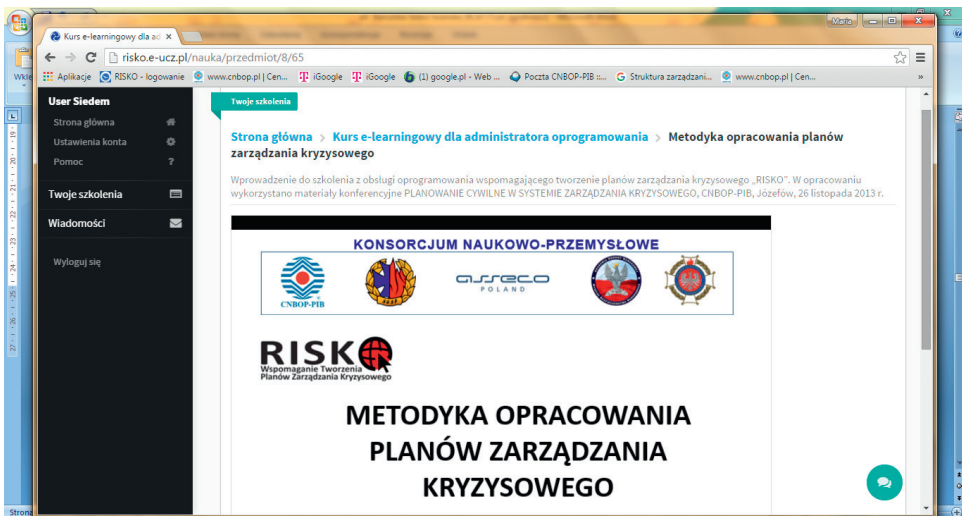 Marta
Kurs e-learningowy dla ad
risko.e-ucz.pl/nauka/przedmiot/8/65
Aplikacje RISKO - logowanie www.cnbop.pl | Cen... iGoogle iGoogle (1) google.pl - Web ... Poczta CNBOP-PIB ::... Struktura zarządzani... www.cnbop.pl | Cen... »
Wkle
User Siedem
Strona główna
Ustawienia konta
Pomoc ?
Twoje szkolenia
Wiadomości
Wyloguj się
Twoje szkolenia
Strona główna > Kurs e-learningowy dla administratora oprogramowania > Metodyka opracowania planów
zarządzania kryzysowego
Wprowadzenie do szkolenia z obsługi oprogramowania wspomagającego tworzenie planów zarządzania kryzysowego „RISKO". W opracowaniu
wykorzystano materiały konferencyjne PLANOWANIE CYWILNE W SYSTEMIE ZARZĄDZANIA KRYZYSOWEGO, CNBOP-PIB, Józefów, 26 listopada 2013 r.
KONSORCJUM NAUKOWO-PRZEMYSŁOWE
CNBOP-PIB
asseco
POLAND
RISKO
Wspomaganie Tworzenia
Planów Zarządzania Kryzysowego
METODYKA OPRACOWANIA
PLANÓW ZARZĄDZANIA
KRYZYSOWEGO
Strona